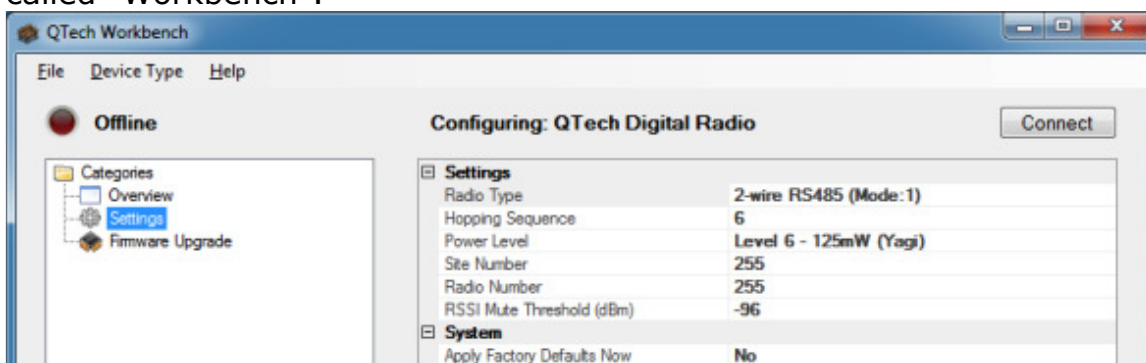 called "Workbench".
QTech Workbench
File Device Type Help
Offline
Configuring: QTech Digital Radio
Connect
Categories
Overview
Settings
Firmware Upgrade
Settings
Radio Type 2-wire RS485 (Mode:1)
Hopping Sequence 6
Power Level Level 6 - 125mW (Yagi)
Site Number 255
Radio Number 255
RSSI Mute Threshold (dBm) -96
System
Apply Factory Defaults Now No